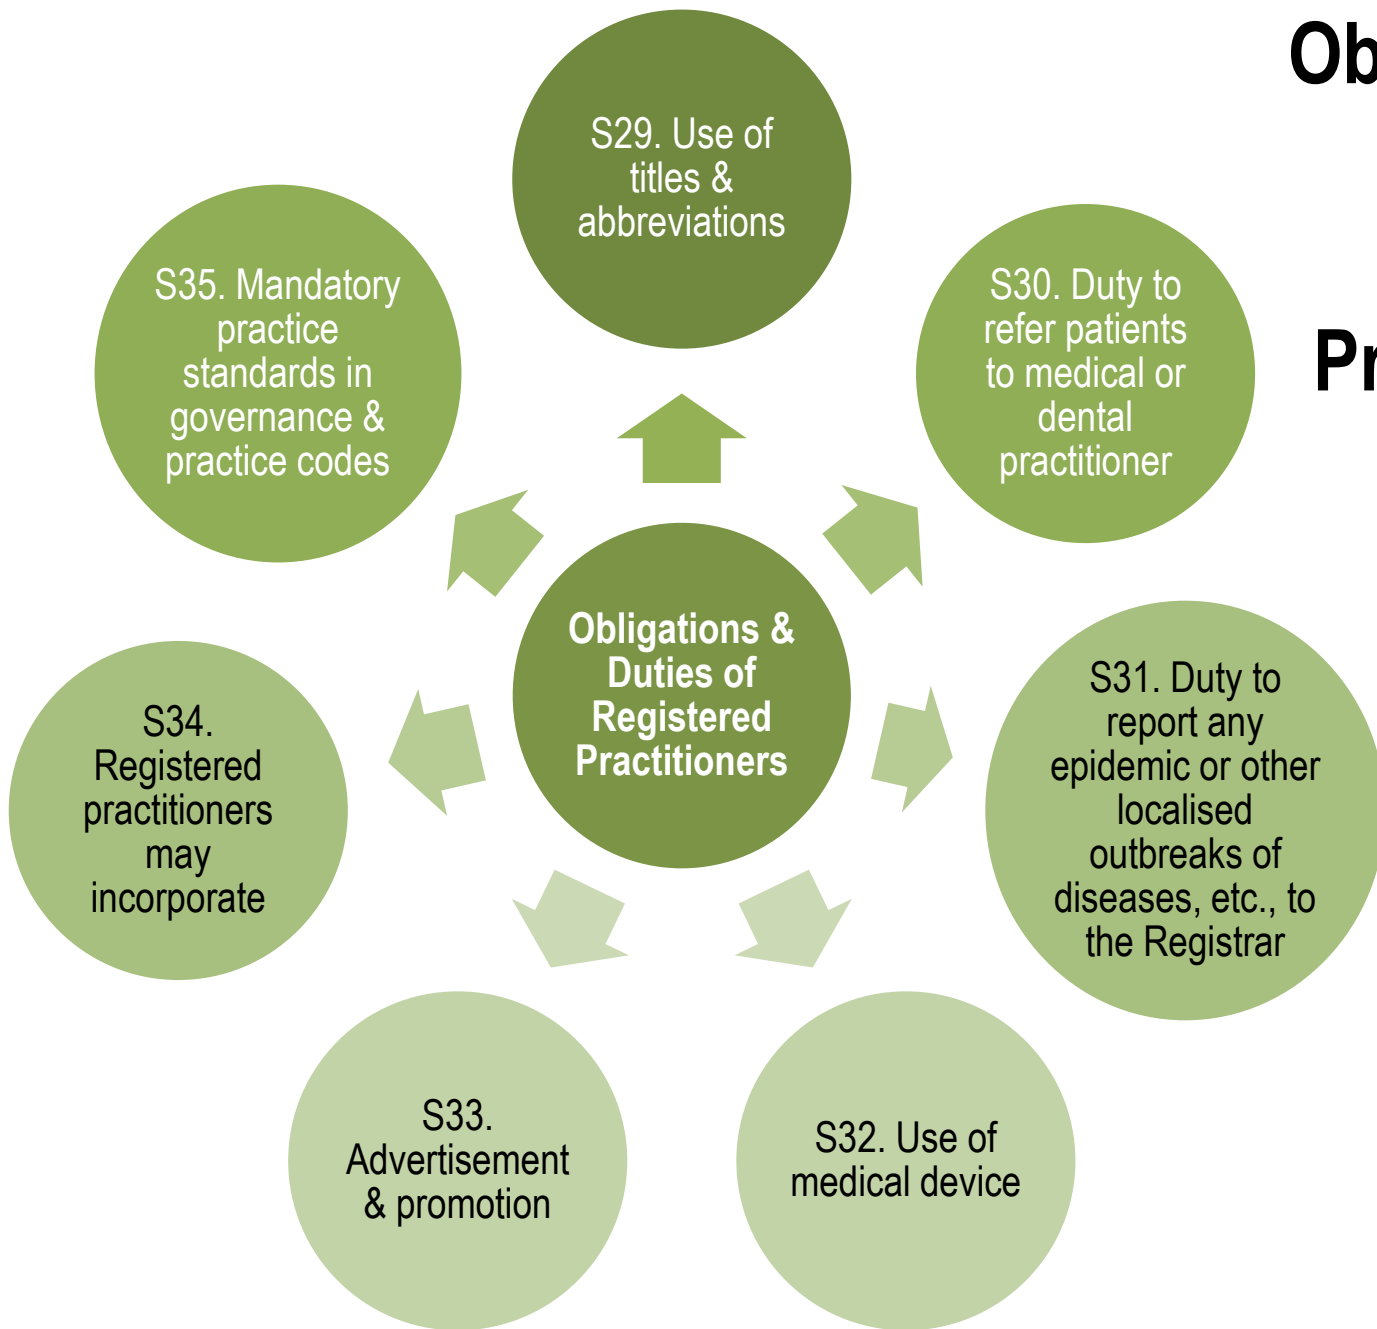 Ob
Pr
S29. Use of
titles &
abbreviations
S30. Duty to
refer patients
to medical or
dental
practitioner
S31. Duty to
report any
epidemic or other
localised
outbreaks of
diseases, etc., to
the Registrar
S32. Use of
medical device
S33.
Advertisement
& promotion
S34.
Registered
practitioners
may
incorporate
S35. Mandatory
practice
standards in
governance &
practice codes
Obligations &
Duties of
Registered
Practitioners